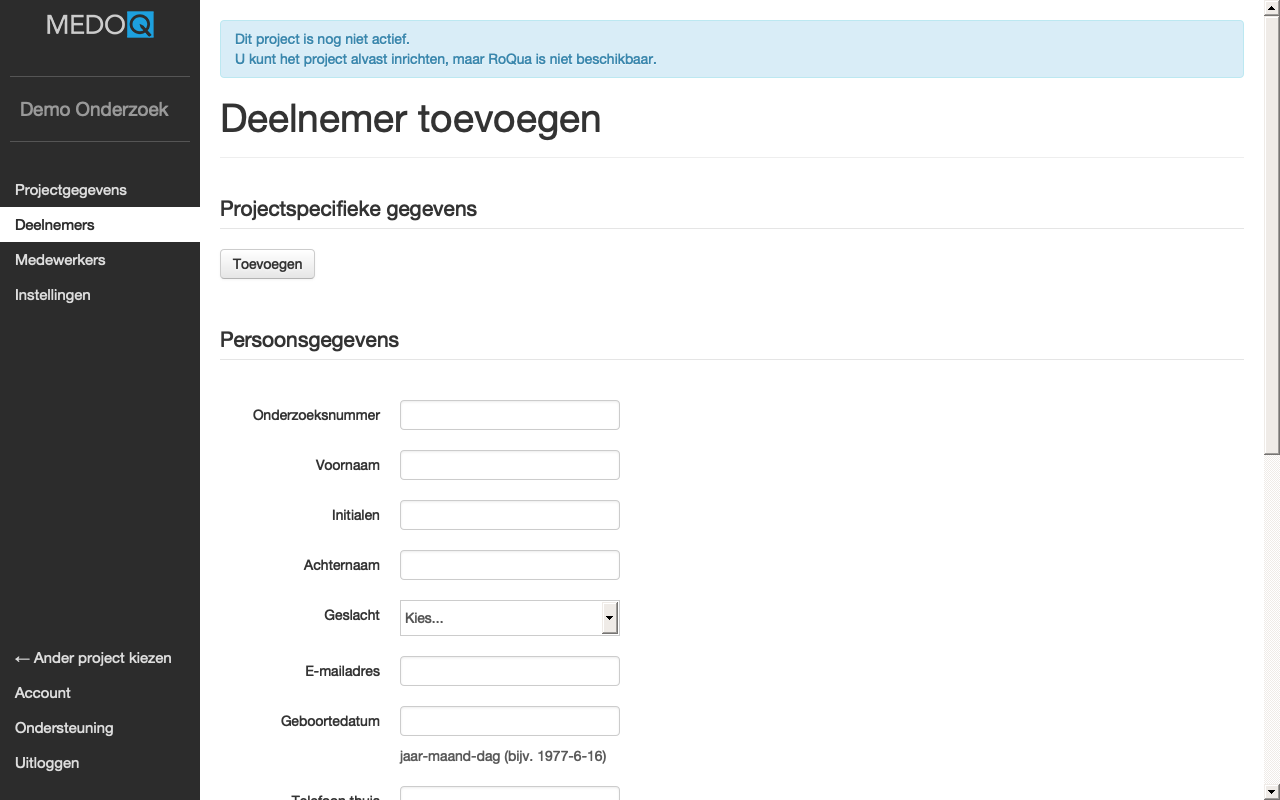 MEDOQ
Demo Onderzoek
Projectgegevens
Deelnemers
Medewerkers
Instellingen
← Ander project kiezen
Account
Ondersteuning
Uitloggen
Dit project is nog niet actief.
U kunt het project alvast inrichten, maar RoQua is niet beschikbaar.
Deelnemer toevoegen
Projectspecifieke gegevens
Toevoegen
Persoonsgegevens
Onderzoeksnummer
Voornaam
Initialen
Achternaam
Geslacht
Kies...
E-mailadres
Geboortedatum
jaar-maand-dag (bijv. 1977-6-16)
Telefoon thuis